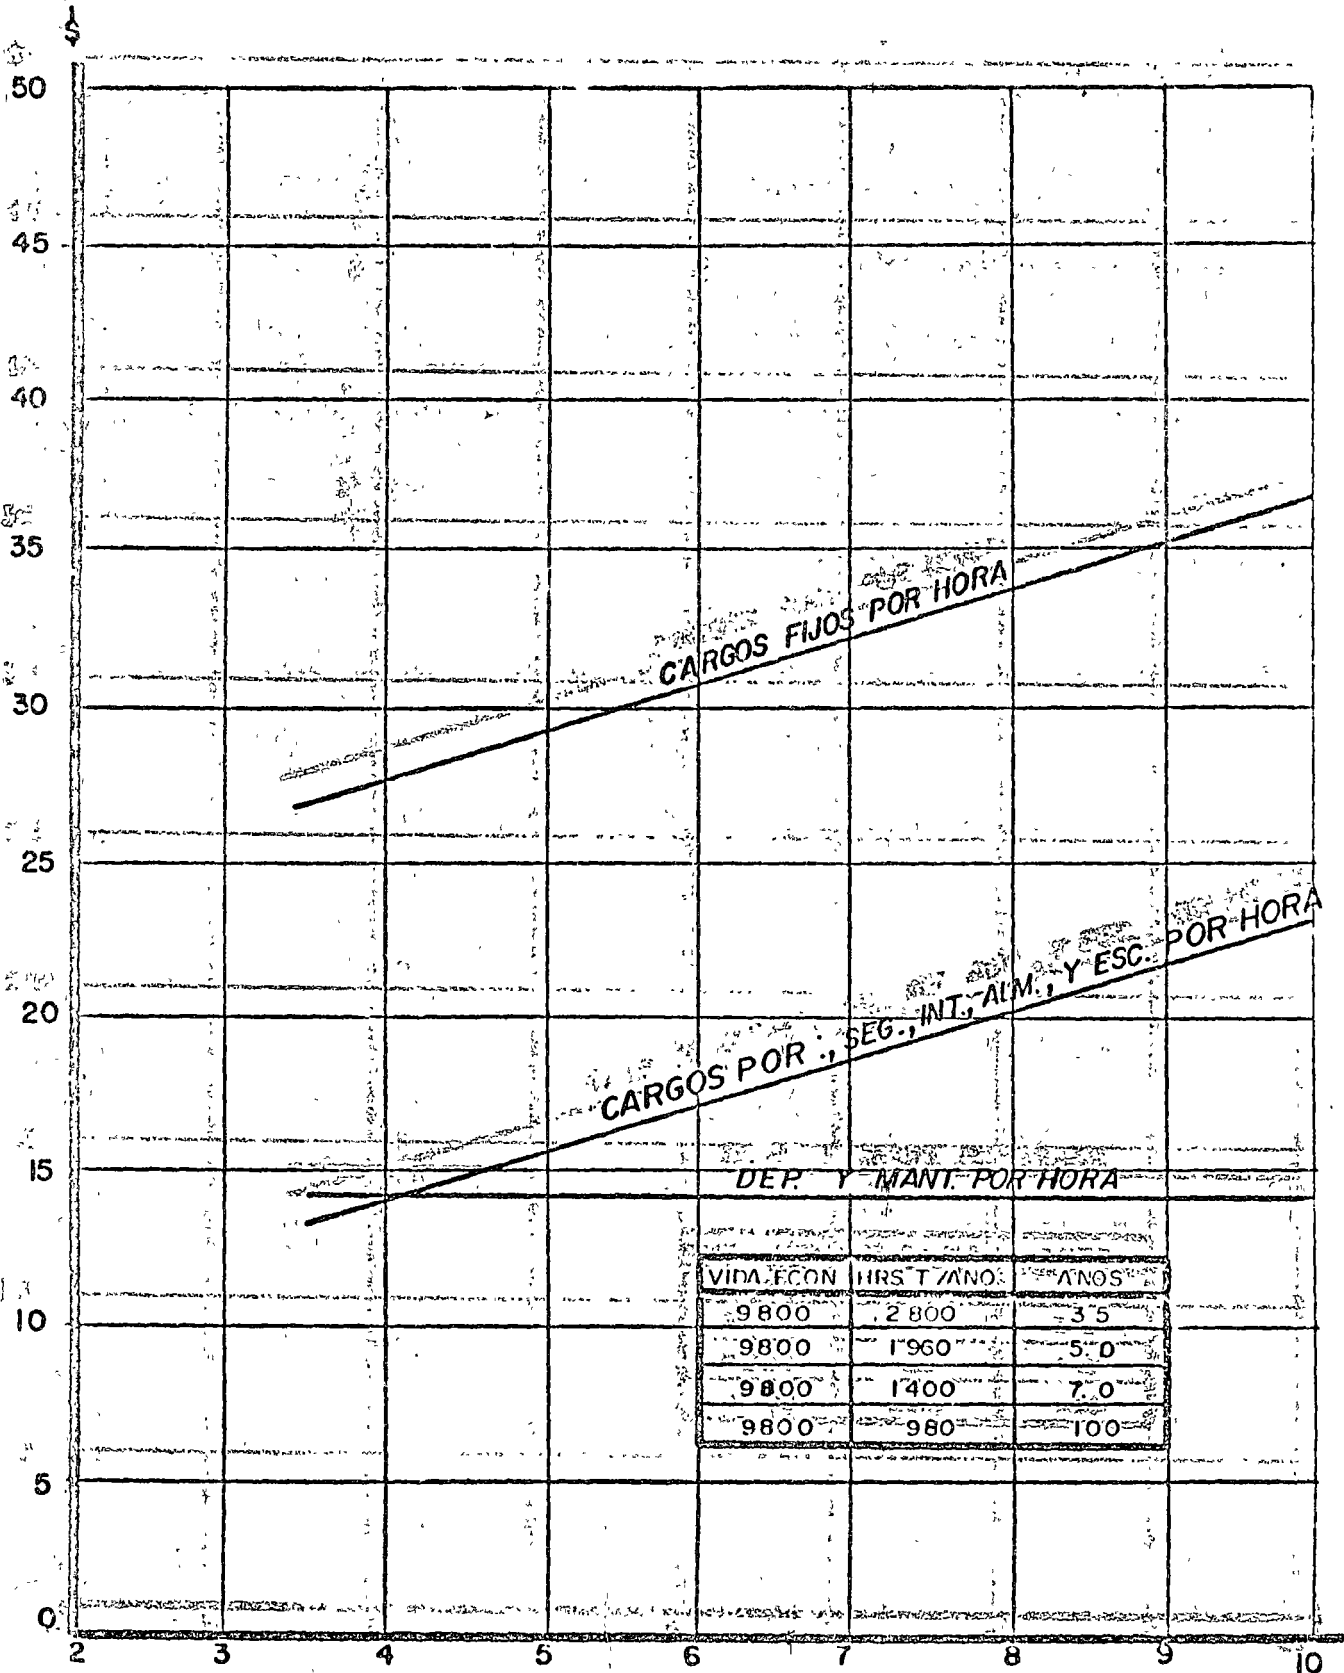 $
50
45
40
35
30
25
20
15
10
5
0
2 3 4 5 6 7 8 9 10
CARGOS FIJOS POR HORA
CARGOS POR :, SEG., INT., ALM., Y ESC. POR HORA
DEP. Y MANT. POR HORA
VIDA ECON HRS T/AÑO AÑOS
9800 2800 3 5
9800 1960 5.0
9800 1400 7.0
9800 980 100